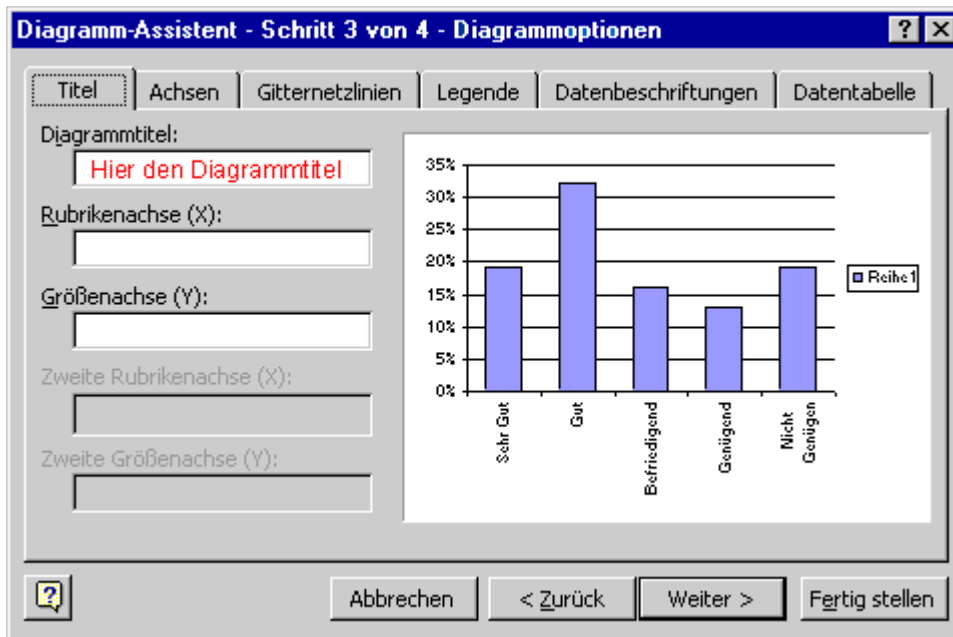 Diagramm-Assistent - Schritt 3 von 4 - Diagrammoptionen
Titel
Achsen
Gitternetzlinien
Legende
Datenbeschriftungen
Datentabelle
Diagrammtitel:
Hier den Diagrammtitel
Rubrikenachse (X):
Größenachse (Y):
Zweite Rubrikenachse (X):
Zweite Größenachse (Y):
35%
30%
25%
20%
15%
10%
5%
0%
Sehr Gut
Gut
Befriedigend
Genügend
Nicht
Genügen
Reihe1
Abbrechen
< Zurück
Weiter >
Fertig stellen